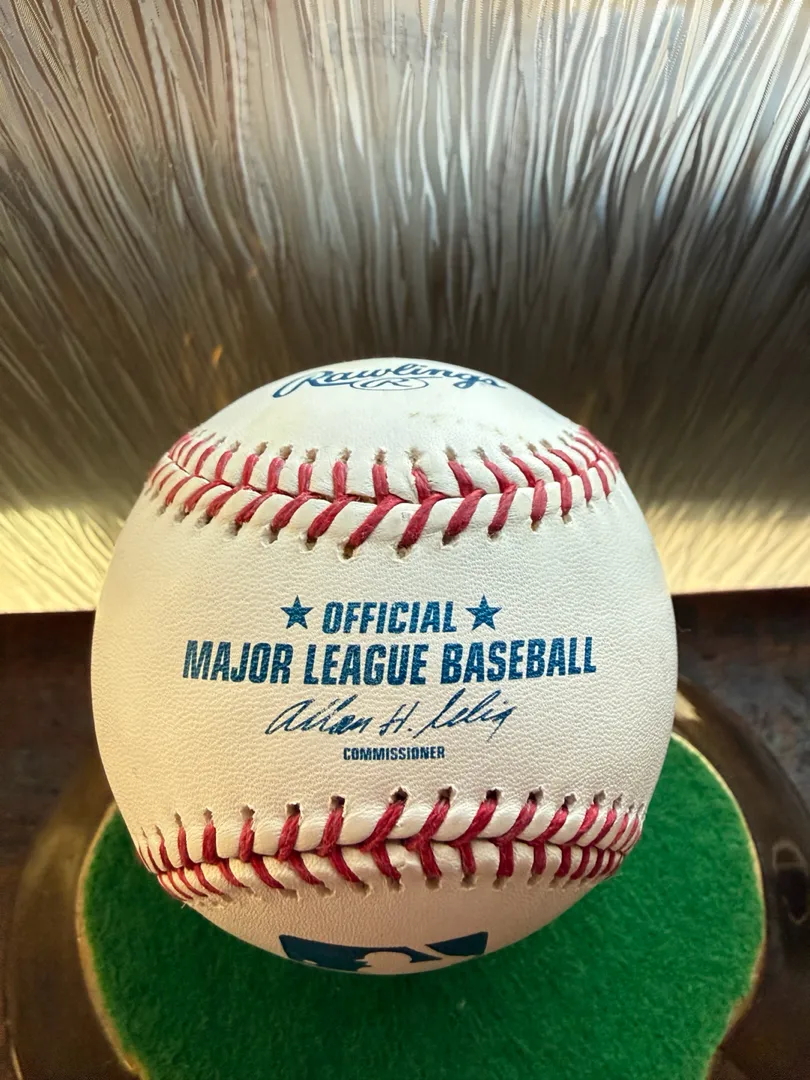 Rawlings
R
★ OFFICIAL ★
MAJOR LEAGUE BASEBALL
Allan H. Selig
COMMISSIONER